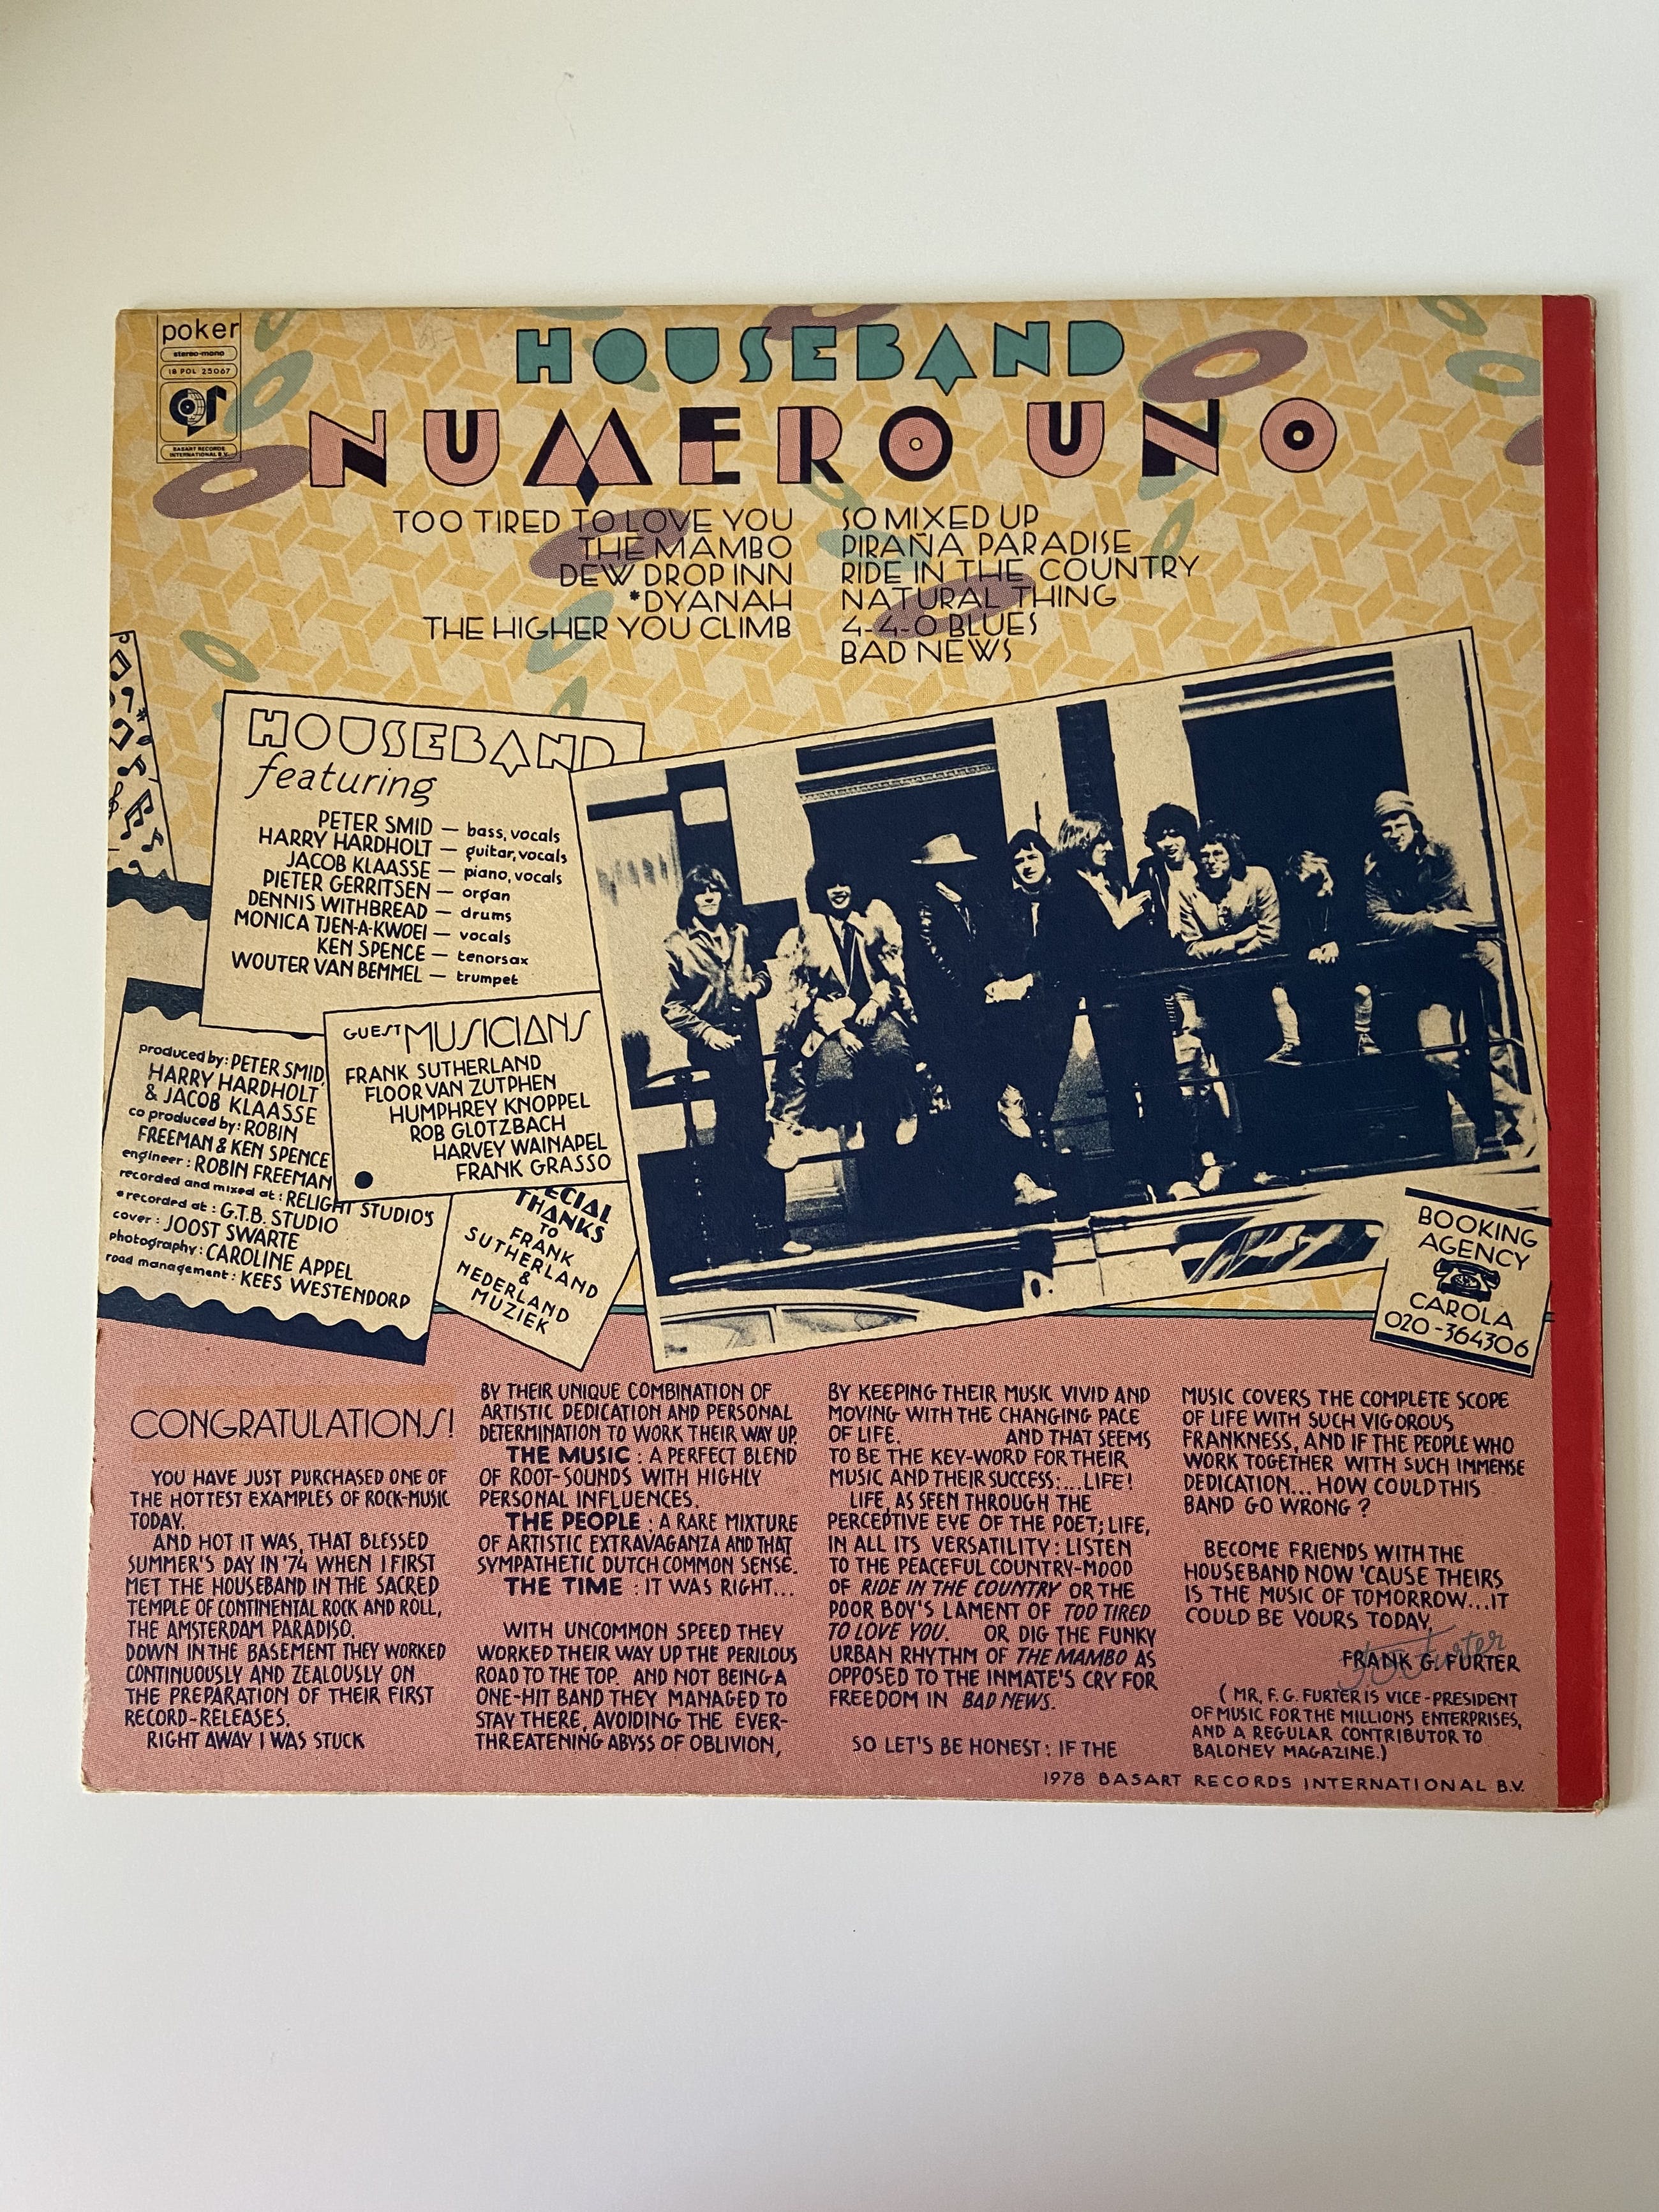 poker
stereo-mono
18 POL 25067
BASART RECORDS
INTERNATIONAL B.V.
HOUSEBAND
NUMERO UNO
TOO TIRED TO LOVE YOU
THE MAMBO
DEW DROP INN
*DYANAH
THE HIGHER YOU CLIMB
SO MIXED UP
PIRAÑA PARADISE
RIDE IN THE COUNTRY
NATURAL THING
4-4-0 BLUES
BAD NEWS
HOUSEBAND
featuring
PETER SMID — bass, vocals
HARRY HARDHOLT — guitar, vocals
JACOB KLAASSE — piano, vocals
PIETER GERRITSEN — organ
DENNIS WITHBREAD — drums
MONICA TJEN-A-KWOEI — vocals
KEN SPENCE — tenorsax
WOUTER VAN BEMMEL — trumpet
GUEST MUSICIANS
FRANK SUTHERLAND
FLOOR VAN ZUTPHEN
HUMPHREY KNOPPEL
ROB GLOTZBACH
HARVEY WAINAPEL
FRANK GRASSO
produced by: PETER SMID,
HARRY HARDHOLT
& JACOB KLAASSE
co produced by: ROBIN
FREEMAN & KEN SPENCE
engineer: ROBIN FREEMAN
recorded and mixed at: RELIGHT STUDIO'S
*recorded at: G.T.B. STUDIO
cover: JOOST SWARTE
photography: CAROLINE APPEL
road management: KEES WESTENDORP
ECIAL
THANKS
TO
FRANK
SUTHERLAND
&
NEDERLAND
MUZIEK
BOOKING
AGENCY
CAROLA
020-364306
CONGRATULATIONS!
YOU HAVE JUST PURCHASED ONE OF
THE HOTTEST EXAMPLES OF ROCK-MUSIC
TODAY.
AND HOT IT WAS, THAT BLESSED
SUMMER'S DAY IN '74 WHEN I FIRST
MET THE HOUSEBAND IN THE SACRED
TEMPLE OF CONTINENTAL ROCK AND ROLL,
THE AMSTERDAM PARADISO.
DOWN IN THE BASEMENT THEY WORKED
CONTINUOUSLY AND ZEALOUSLY ON
THE PREPARATION OF THEIR FIRST
RECORD-RELEASES.
RIGHT AWAY I WAS STUCK
BY THEIR UNIQUE COMBINATION OF
ARTISTIC DEDICATION AND PERSONAL
DETERMINATION TO WORK THEIR WAY UP.
THE MUSIC: A PERFECT BLEND
OF ROOT-SOUNDS WITH HIGHLY
PERSONAL INFLUENCES.
THE PEOPLE: A RARE MIXTURE
OF ARTISTIC EXTRAVAGANZA AND THAT
SYMPATHETIC DUTCH COMMON SENSE.
THE TIME: IT WAS RIGHT...
WITH UNCOMMON SPEED THEY
WORKED THEIR WAY UP THE PERILOUS
ROAD TO THE TOP. AND NOT BEING A
ONE-HIT BAND THEY MANAGED TO
STAY THERE, AVOIDING THE EVER-
THREATENING ABYSS OF OBLIVION,
BY KEEPING THEIR MUSIC VIVID AND
MOVING WITH THE CHANGING PACE
OF LIFE. AND THAT SEEMS
TO BE THE KEY-WORD FOR THEIR
MUSIC AND THEIR SUCCESS:...LIFE!
LIFE, AS SEEN THROUGH THE
PERCEPTIVE EYE OF THE POET; LIFE,
IN ALL ITS VERSATILITY: LISTEN
TO THE PEACEFUL COUNTRY-MOOD
OF RIDE IN THE COUNTRY OR THE
POOR BOY'S LAMENT OF TOO TIRED
TO LOVE YOU. OR DIG THE FUNKY
URBAN RHYTHM OF THE MAMBO AS
OPPOSED TO THE INMATE'S CRY FOR
FREEDOM IN BAD NEWS.
SO LET'S BE HONEST: IF THE
MUSIC COVERS THE COMPLETE SCOPE
OF LIFE WITH SUCH VIGOROUS
FRANKNESS, AND IF THE PEOPLE WHO
WORK TOGETHER WITH SUCH IMMENSE
DEDICATION... HOW COULD THIS
BAND GO WRONG?
BECOME FRIENDS WITH THE
HOUSEBAND NOW 'CAUSE THEIRS
IS THE MUSIC OF TOMORROW...IT
COULD BE YOURS TODAY.
FRANK G. FURTER
(MR. F. G. FURTER IS VICE-PRESIDENT
OF MUSIC FOR THE MILLIONS ENTERPRISES,
AND A REGULAR CONTRIBUTOR TO
BALONEY MAGAZINE.)
1978 BASART RECORDS INTERNATIONAL B.V.